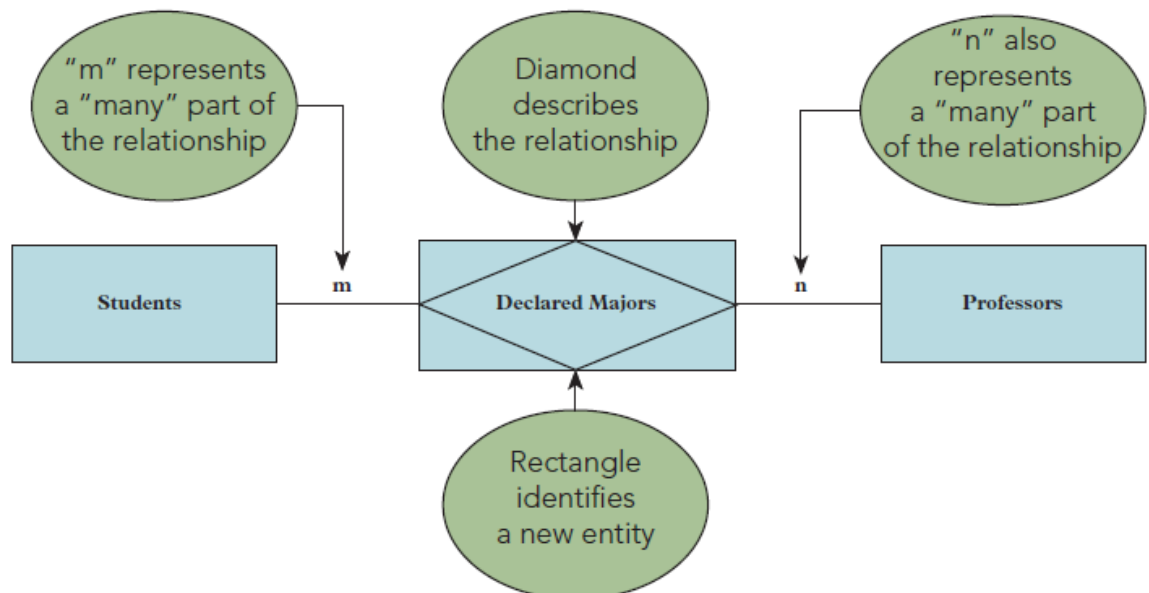 “m” represents
a “many” part of
the relationship
Diamond
describes
the relationship
“n” also
represents
a “many” part
of the relationship
Students
m
Declared Majors
n
Professors
Rectangle
identifies
a new entity